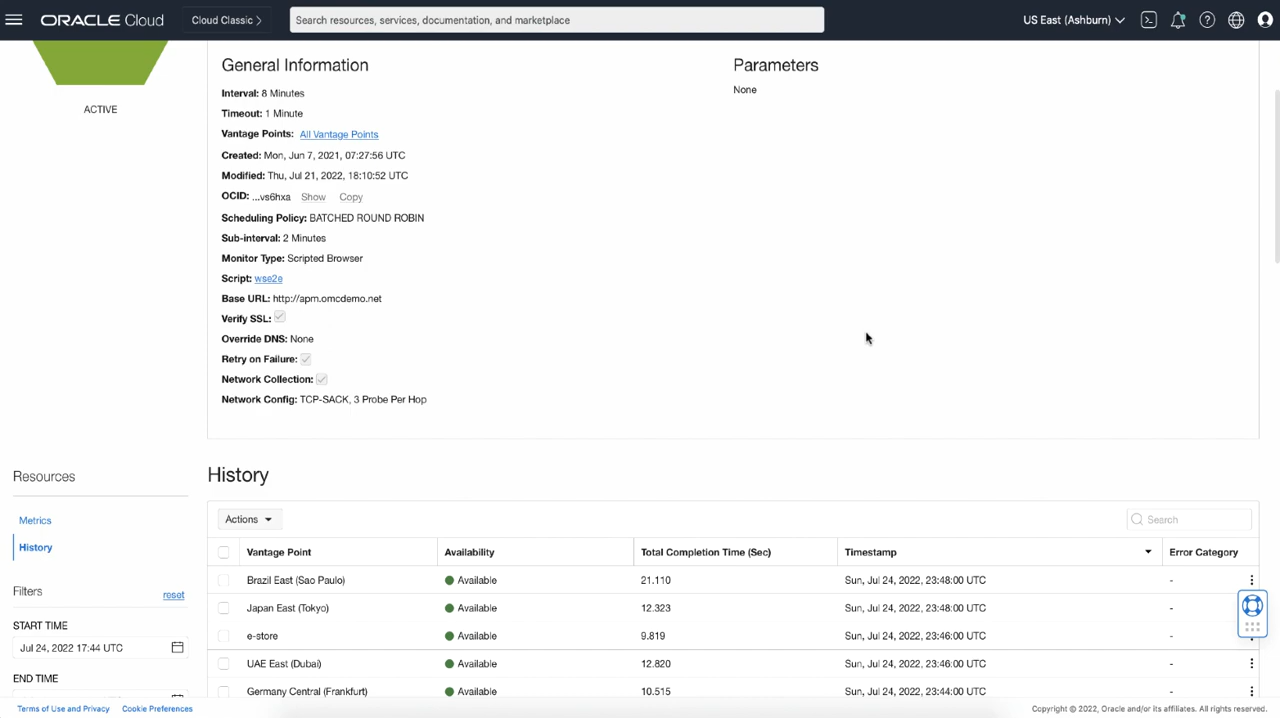 ORACLE Cloud
Cloud Classic >
Search resources, services, documentation, and marketplace
US East (Ashburn)
ACTIVE
General Information
Interval: 8 Minutes
Timeout: 1 Minute
Vantage Points: All Vantage Points
Created: Mon, Jun 7, 2021, 07:27:56 UTC
Modified: Thu, Jul 21, 2022, 18:10:52 UTC
OCID: ...vs6hxa Show Copy
Scheduling Policy: BATCHED ROUND ROBIN
Sub-interval: 2 Minutes
Monitor Type: Scripted Browser
Script: wse2e
Base URL: http://apm.omcdemo.net
Verify SSL:
Override DNS: None
Retry on Failure:
Network Collection:
Network Config: TCP-SACK, 3 Probe Per Hop
Parameters
None
Resources
Metrics
History
Filters reset
START TIME
Jul 24, 2022 17:44 UTC
END TIME
History
Actions
Search
Vantage Point Availability Total Completion Time (Sec) Timestamp Error Category
Brazil East (Sao Paulo) Available 21.110 Sun, Jul 24, 2022, 23:48:00 UTC -
Japan East (Tokyo) Available 12.323 Sun, Jul 24, 2022, 23:48:00 UTC -
e-store Available 9.819 Sun, Jul 24, 2022, 23:46:00 UTC -
UAE East (Dubai) Available 12.820 Sun, Jul 24, 2022, 23:46:00 UTC -
Germany Central (Frankfurt) Available 10.515 Sun, Jul 24, 2022, 23:44:00 UTC -
Terms of Use and Privacy Cookie Preferences
Copyright © 2022, Oracle and/or its affiliates. All rights reserved.